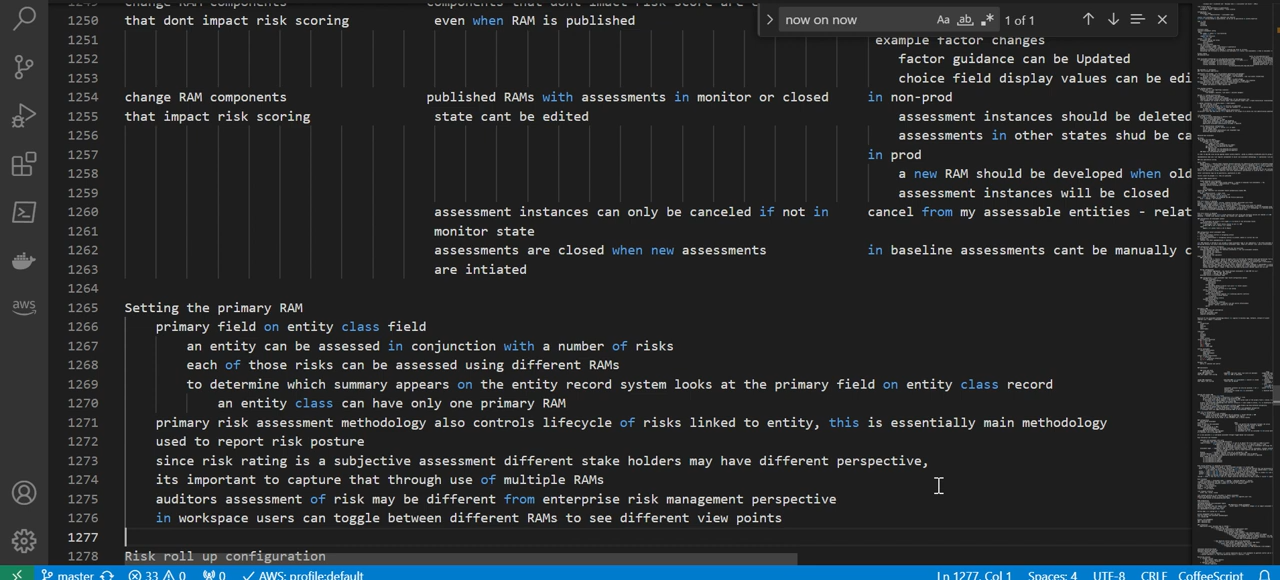 now on now
Aa ab 1 of 1
change RAM components
1250 that dont impact risk scoring even when RAM is published
1251 example factor changes
1252 factor guidance can be Updated
1253 choice field display values can be edi
1254 change RAM components published RAMs with assessments in monitor or closed in non-prod
1255 that impact risk scoring state cant be edited assessment instances should be deleted
1256 assessments in other states shud be ca
1257 in prod
1258 a new RAM should be developed when old
1259 assessment instances will be closed
1260 assessment instances can only be canceled if not in cancel from my assessable entities - relat
1261 monitor state
1262 assessments are closed when new assessments in baseline assessments cant be manually c
1263 are intiated
1264
1265 Setting the primary RAM
1266 primary field on entity class field
1267 an entity can be assessed in conjunction with a number of risks
1268 each of those risks can be assessed using different RAMs
1269 to determine which summary appears on the entity record system looks at the primary field on entity class record
1270 an entity class can have only one primary RAM
1271 primary risk assessment methodology also controls lifecycle of risks linked to entity, this is essentially main methodology
1272 used to report risk posture
1273 since risk rating is a subjective assessment different stake holders may have different perspective,
1274 its important to capture that through use of multiple RAMs
1275 auditors assessment of risk may be different from enterprise risk management perspective
1276 in workspace users can toggle between different RAMs to see different view points
1277
1278 Risk roll up configuration
aws
master 33 0 0 AWS: profile:default Ln 1277, Col 1 Spaces: 4 UTF-8 CRLF CoffeeScript